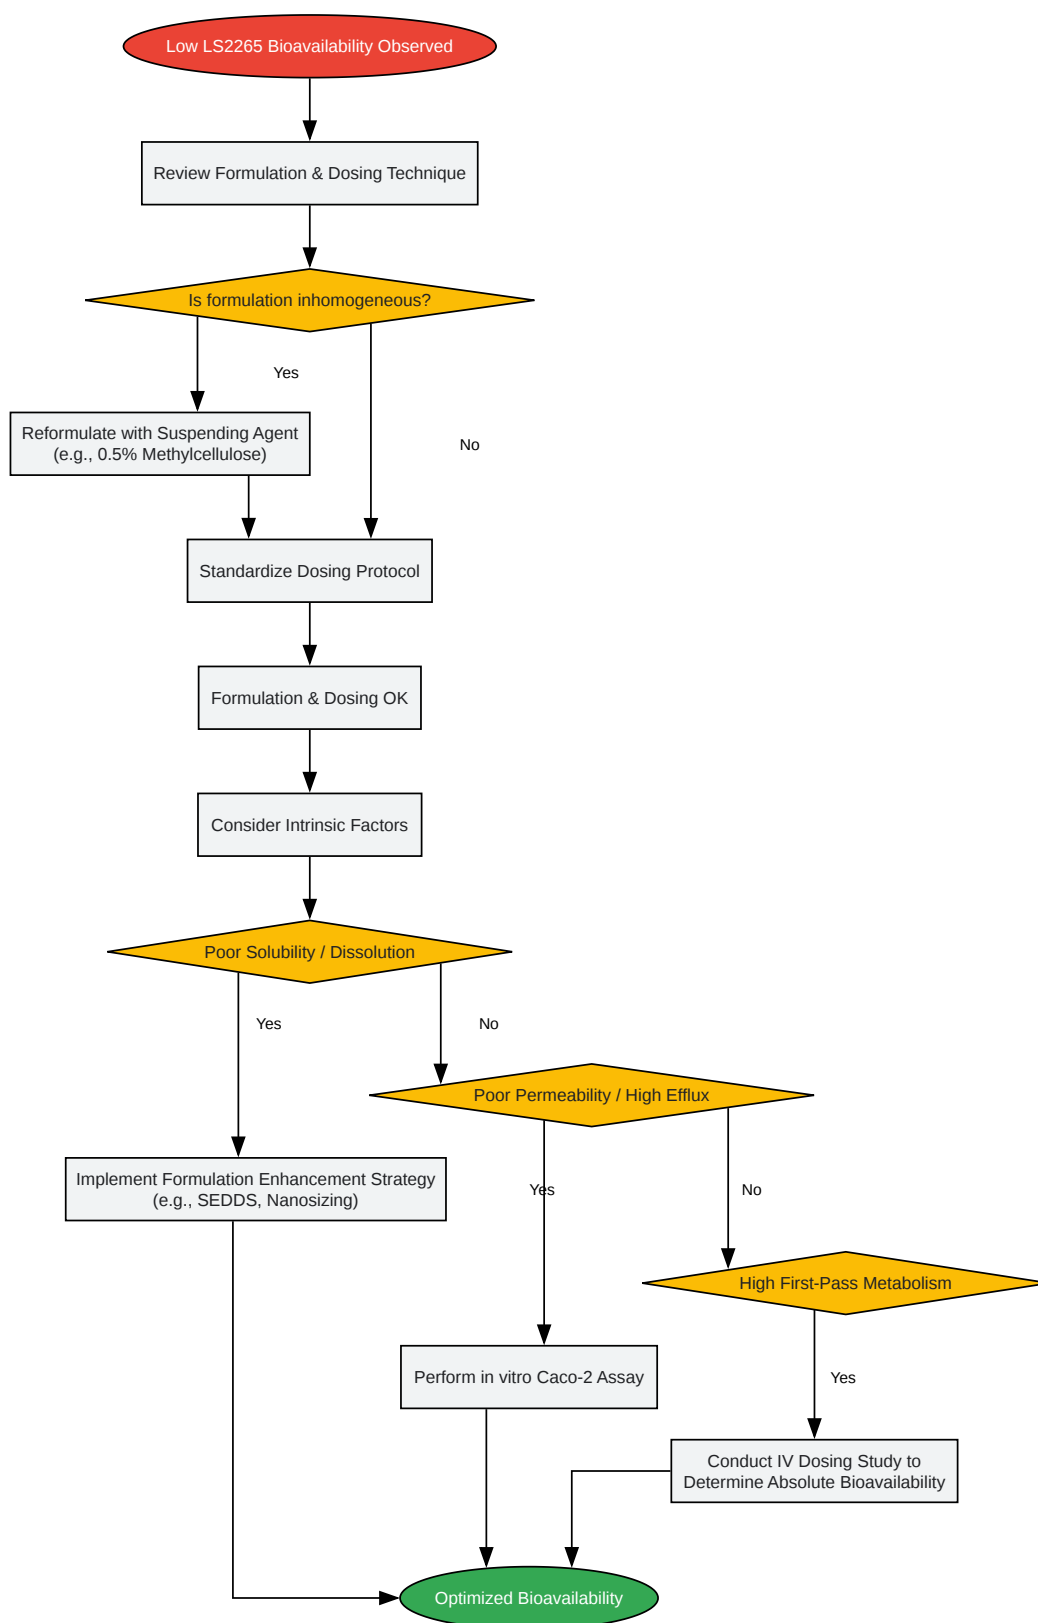 Low LS2265 Bioavailability Observed
Review Formulation & Dosing Technique
Is formulation inhomogeneous?
Yes
No
Reformulate with Suspending Agent
(e.g., 0.5% Methylcellulose)
Standardize Dosing Protocol
Formulation & Dosing OK
Consider Intrinsic Factors
Poor Solubility / Dissolution
Yes
No
Poor Permeability / High Efflux
Implement Formulation Enhancement Strategy
(e.g., SEDDS, Nanosizing)
Yes
No
High First-Pass Metabolism
Perform in vitro Caco-2 Assay
Yes
Conduct IV Dosing Study to
Determine Absolute Bioavailability
Optimized Bioavailability